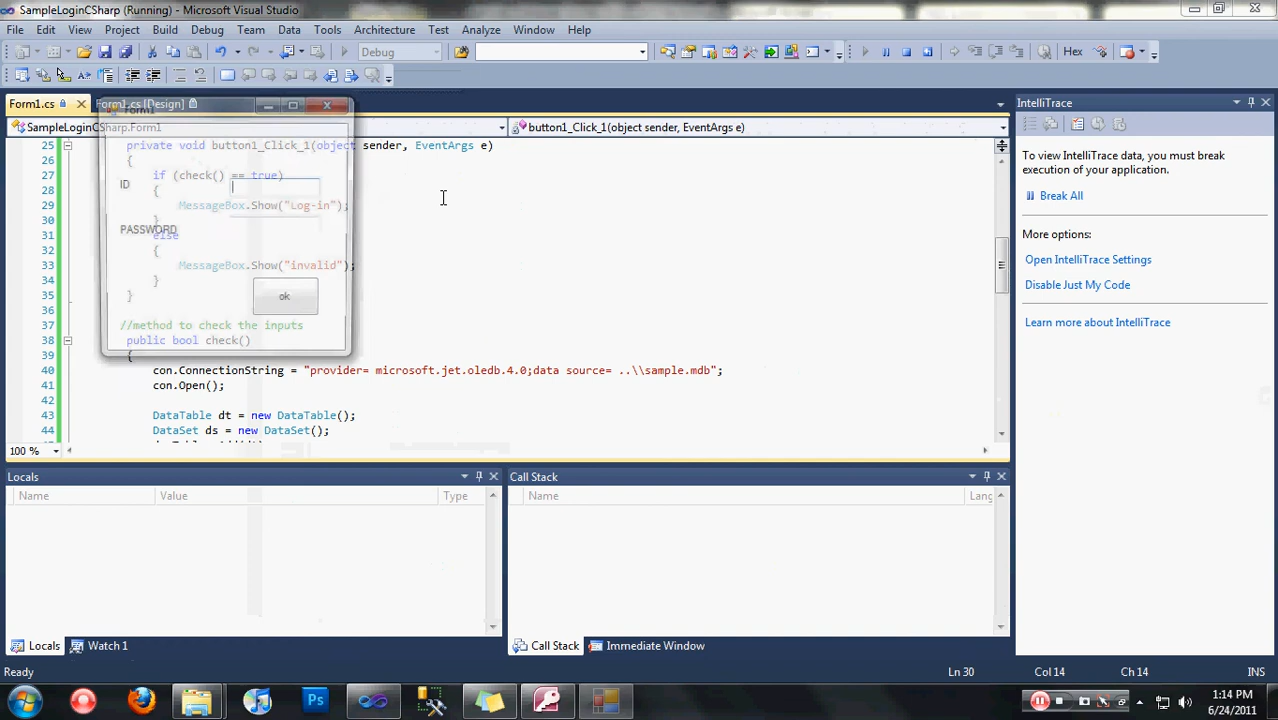 SampleLoginCSharp (Running) - Microsoft Visual Studio
File Edit View Project Build Debug Team Data Tools Architecture Test Analyze Window Help
Debug
Hex
Form1.cs
Form1.cs [Design]
Form1
SampleLoginCSharp.Form1
button1_Click_1(object sender, EventArgs e)
25 private void button1_Click_1(object sender, EventArgs e)
26 {
27 if (check() == true)
ID
28 {
29 MessageBox.Show("Log-in");
30 }
PASSWORD
31 else
32 {
33 MessageBox.Show("invalid");
34 }
35 }
ok
36
37 //method to check the inputs
38 public bool check()
39 {
40 con.ConnectionString = "provider= microsoft.jet.oledb.4.0;data source= ..\\sample.mdb";
41 con.Open();
42
43 DataTable dt = new DataTable();
44 DataSet ds = new DataSet();
100 %
IntelliTrace
To view IntelliTrace data, you must break
execution of your application.
Break All
More options:
Open IntelliTrace Settings
Disable Just My Code
Learn more about IntelliTrace
Locals
Name Value Type
Call Stack
Name Lang
Locals Watch 1
Call Stack Immediate Window
Ready
Ln 30 Col 14 Ch 14 INS
Ps
1:14 PM
6/24/2011